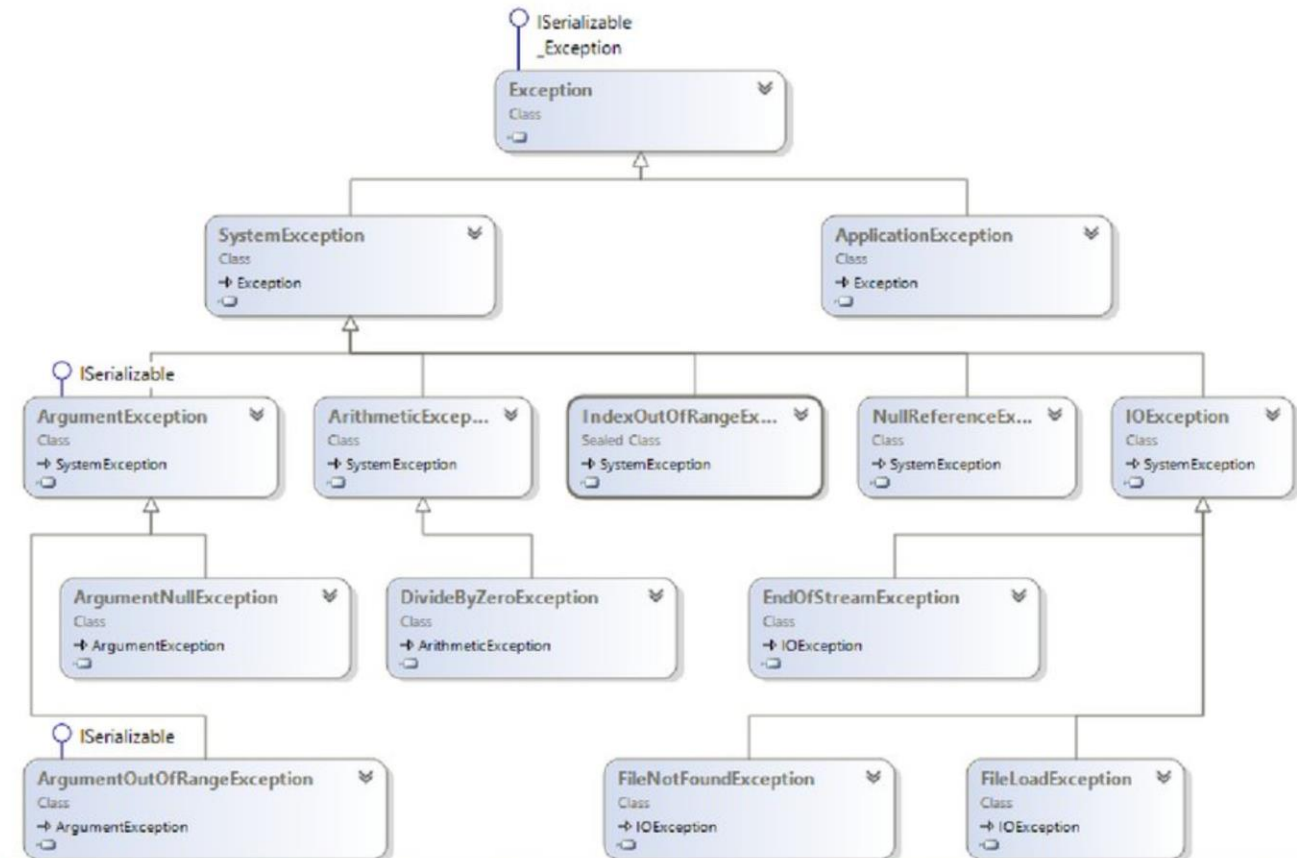 ISerializable
_Exception
Exception
Class
SystemException
Class
Exception
ApplicationException
Class
Exception
ISerializable
ArgumentException
Class
SystemException
ArithmeticExcep...
Class
SystemException
IndexOutOfRangeEx...
Sealed Class
SystemException
NullReferenceEx...
Class
SystemException
IOException
Class
SystemException
ArgumentNullException
Class
ArgumentException
DivideByZeroException
Class
ArithmeticException
EndOfStreamException
Class
IOException
ISerializable
ArgumentOutOfRangeException
Class
ArgumentException
FileNotFoundException
Class
IOException
FileLoadException
Class
IOException